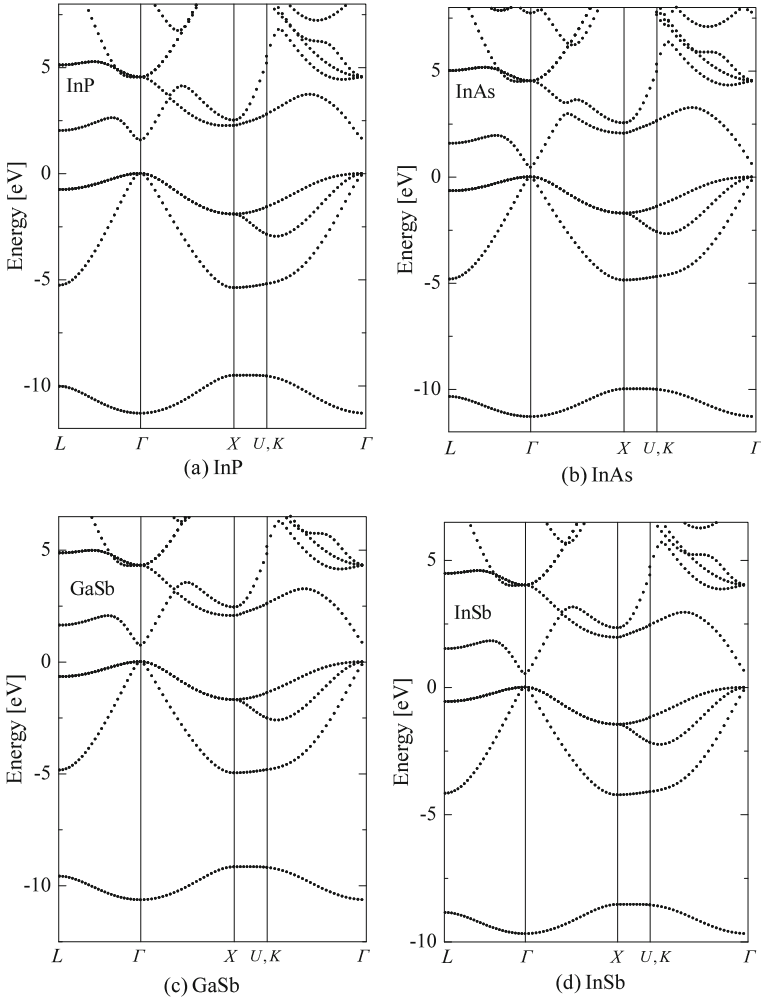 5
InP
0
Energy [eV]
-5
-10
L Γ X U, K Γ
(a) InP
5
InAs
0
Energy [eV]
-5
-10
L Γ X U, K Γ
(b) InAs
5
GaSb
0
Energy [eV]
-5
-10
L Γ X U, K Γ
(c) GaSb
5
InSb
0
Energy [eV]
-5
-10
L Γ X U, K Γ
(d) InSb